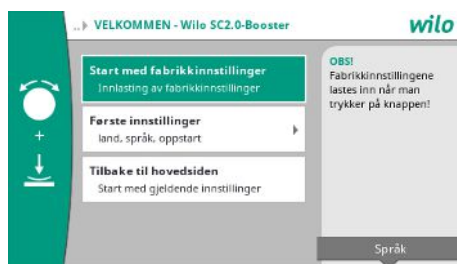 ..▸ VELKOMMEN - Wilo SC2.0-Booster
wilo
Start med fabrikkinnstillinger
Innlasting av fabrikkinnstillinger
Første innstillinger
land, språk, oppstart
Tilbake til hovedsiden
Start med gjeldende innstillinger
OBS!
Fabrikkinnstillingene
lastes inn når man
trykker på knappen!
+
Språk